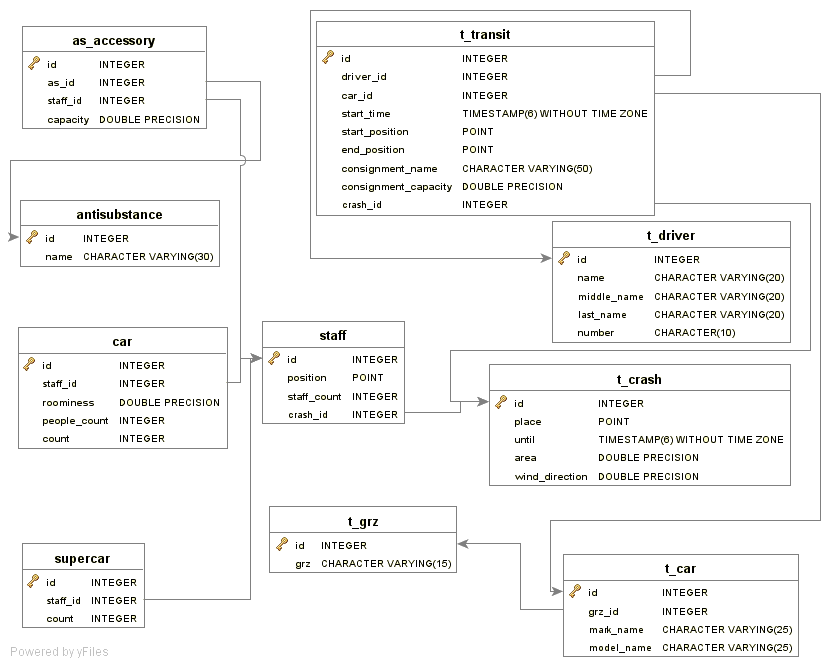 as_accessory
id INTEGER
as_id INTEGER
staff_id INTEGER
capacity DOUBLE PRECISION
t_transit
id INTEGER
driver_id INTEGER
car_id INTEGER
start_time TIMESTAMP(6) WITHOUT TIME ZONE
start_position POINT
end_position POINT
consignment_name CHARACTER VARYING(50)
consignment_capacity DOUBLE PRECISION
crash_id INTEGER
antisubstance
id INTEGER
name CHARACTER VARYING(30)
t_driver
id INTEGER
name CHARACTER VARYING(20)
middle_name CHARACTER VARYING(20)
last_name CHARACTER VARYING(20)
number CHARACTER(10)
car
id INTEGER
staff_id INTEGER
roominess DOUBLE PRECISION
people_count INTEGER
count INTEGER
staff
id INTEGER
position POINT
staff_count INTEGER
crash_id INTEGER
t_crash
id INTEGER
place POINT
until TIMESTAMP(6) WITHOUT TIME ZONE
area DOUBLE PRECISION
wind_direction DOUBLE PRECISION
t_grz
id INTEGER
grz CHARACTER VARYING(15)
supercar
id INTEGER
staff_id INTEGER
count INTEGER
t_car
id INTEGER
grz_id INTEGER
mark_name CHARACTER VARYING(25)
model_name CHARACTER VARYING(25)
Powered by yFiles